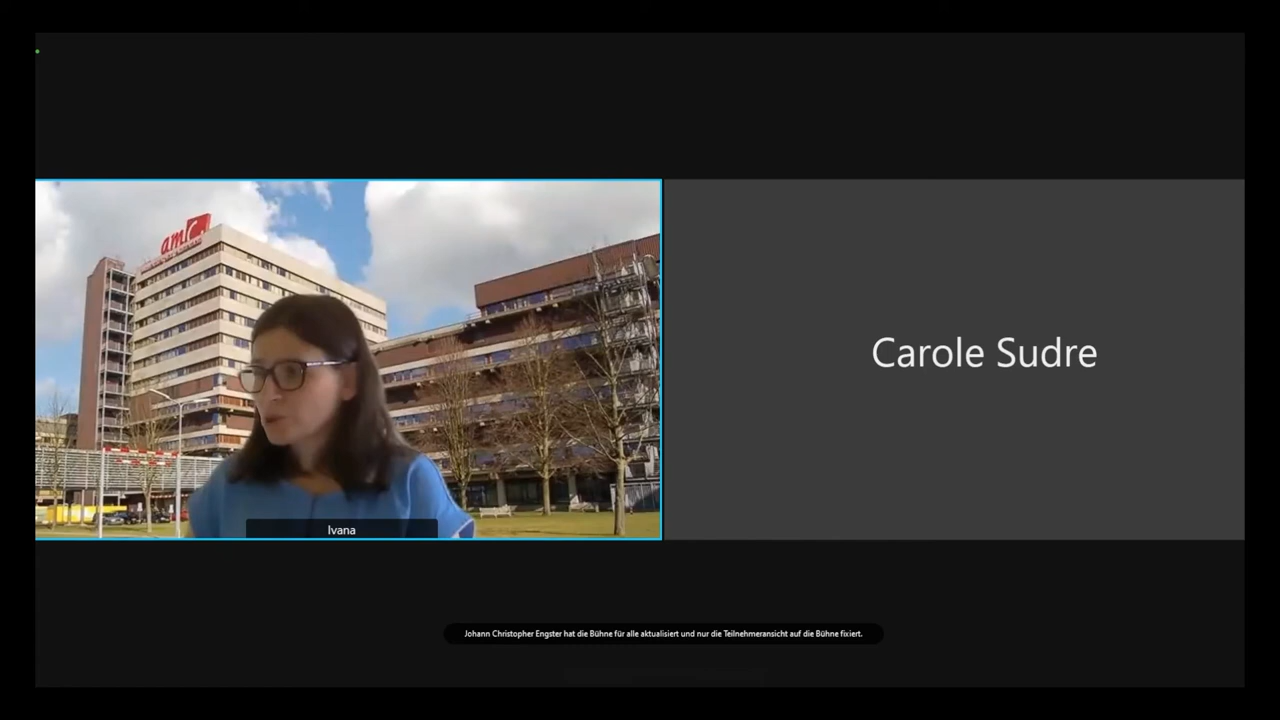 amc
Ivana
Carole Sudre
Johann Christopher Engster hat die Bühne für alle aktualisiert und nur die Teilnehmeransicht auf die Bühne fixiert.